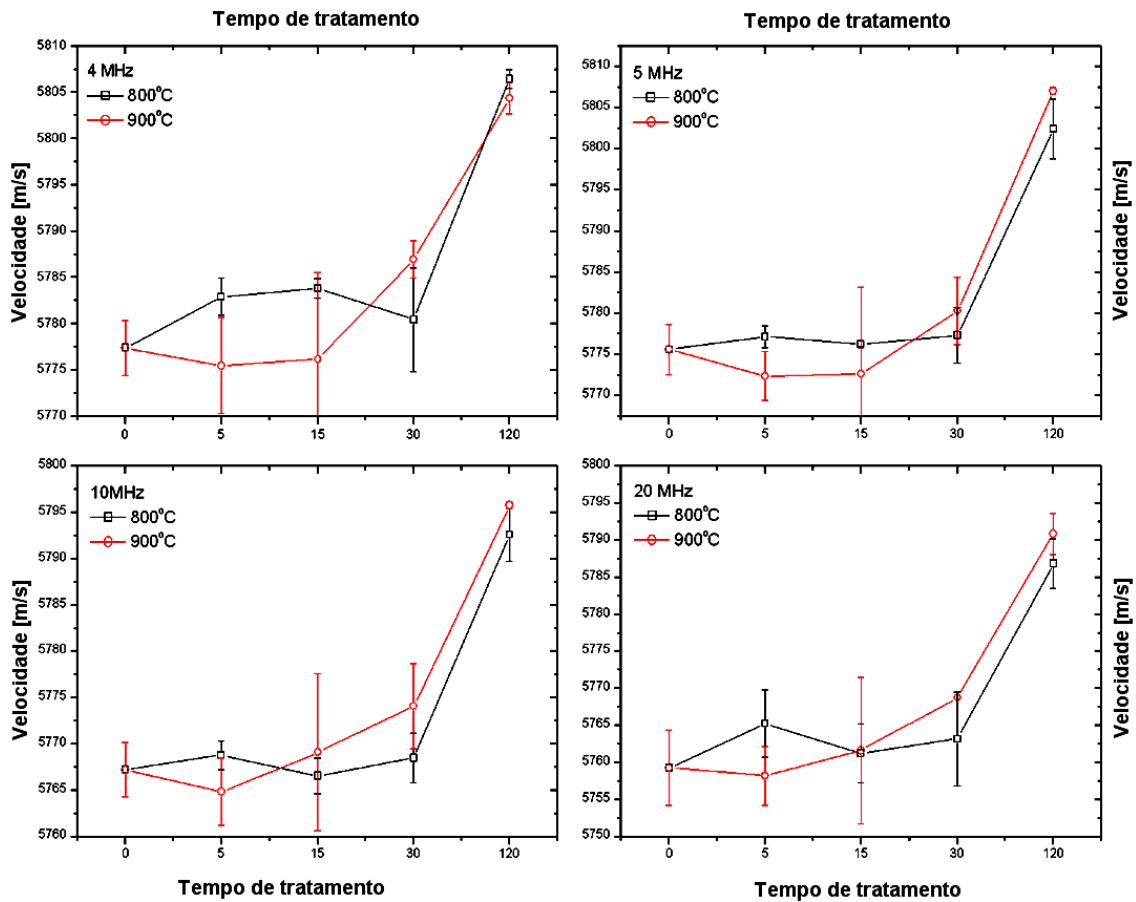 Tempo de tratamento
Tempo de tratamento
4 MHz
800°C
900°C
5810
5805
5800
5795
5790
5785
5780
5775
5770
Velocidade [m/s]
0 5 15 30 120
5 MHz
800°C
900°C
5810
5805
5800
5795
5790
5785
5780
5775
5770
Velocidade [m/s]
0 5 15 30 120
10MHz
800°C
900°C
5800
5795
5790
5785
5780
5775
5770
5765
5760
Velocidade [m/s]
0 5 15 30 120
20 MHz
800°C
900°C
5800
5795
5790
5785
5780
5770
5765
5760
5755
5750
Velocidade [m/s]
0 5 15 30 120
Tempo de tratamento
Tempo de tratamento